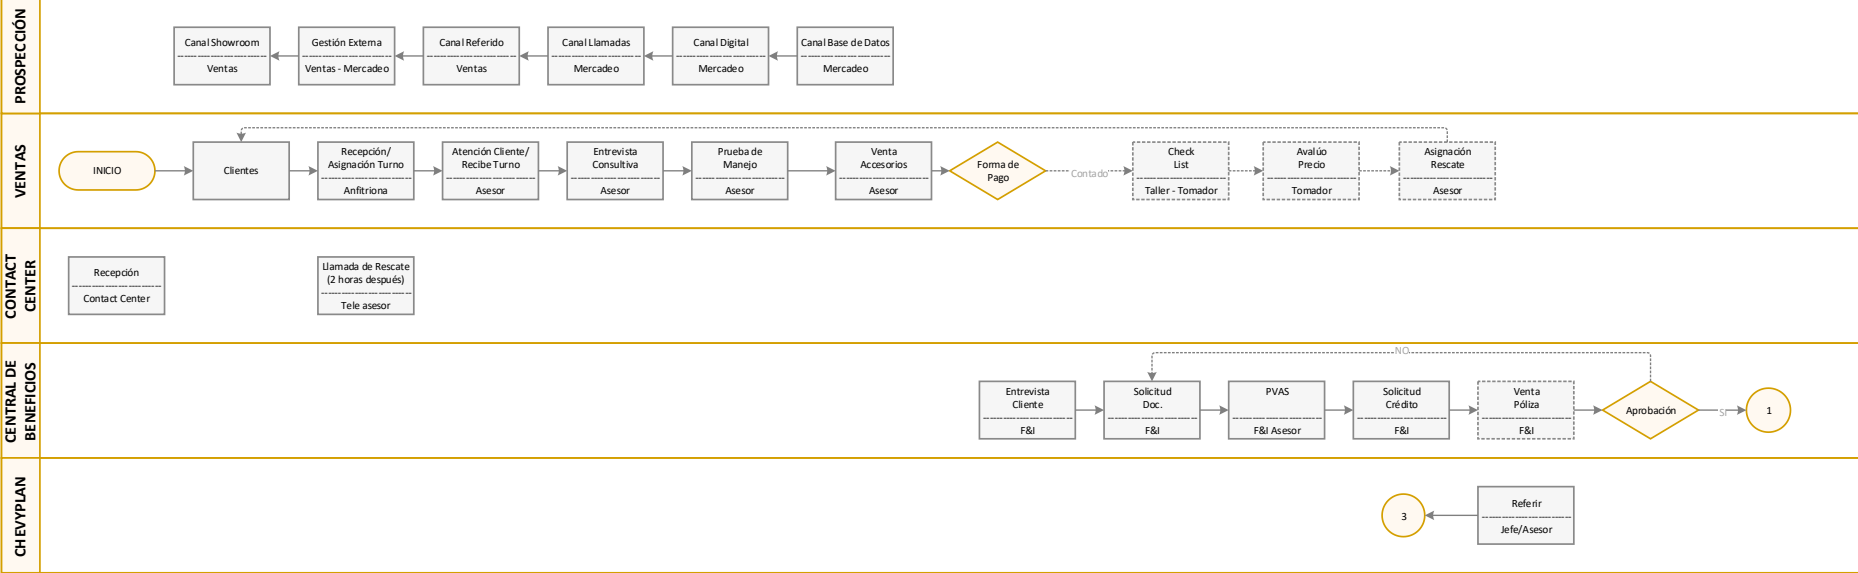 PROSPECCIÓN
Canal Showroom
Ventas
Gestión Externa
Ventas - Mercadeo
Canal Referido
Ventas
Canal Llamadas
Mercadeo
Canal Digital
Mercadeo
Canal Base de Datos
Mercadeo
VENTAS
INICIO
Clientes
Recepción/
Asignación Turno
Anfitriona
Atención Cliente/
Recibe Turno
Asesor
Entrevista
Consultiva
Asesor
Prueba de
Manejo
Asesor
Venta
Accesorios
Asesor
Forma de
Pago
Contado
Check
List
Taller - Tomador
Avalúo
Precio
Tomador
Asignación
Rescate
Asesor
CONTACT
CENTER
Recepción
Contact Center
Llamada de Rescate
(2 horas después)
Tele asesor
CENTRAL DE
BENEFICIOS
Entrevista
Cliente
F&I
Solicitud
Doc.
F&I
PVAS
F&I Asesor
Solicitud
Crédito
F&I
Venta
Póliza
F&I
NO
Aprobación
SI
1
CHEVYPLAN
3
Referir
Jefe/Asesor